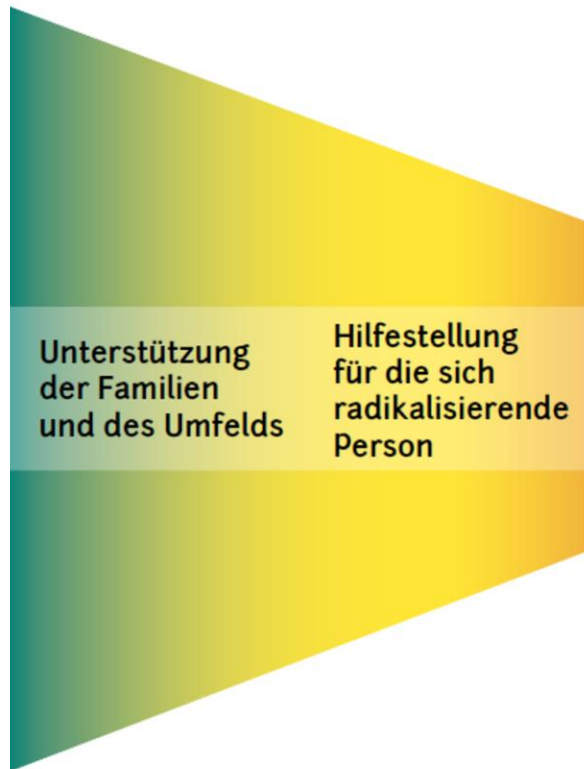 Unterstützung
der Familien
und des Umfelds
Hilfestellung
für die sich
radikalisierende
Person